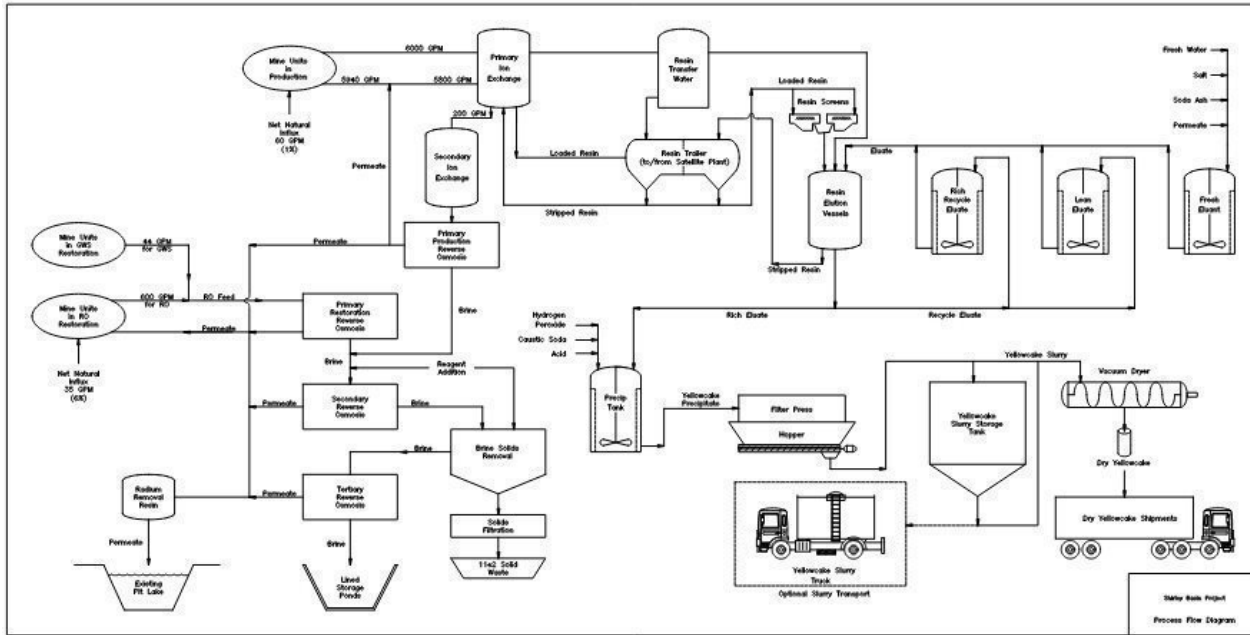 6000 GPM
Mine Units
in
Production
5940 GPM
5800 GPM
Net Natural
Influx
60 GPM
(1%)
Primary
Ion
Exchange
200 GPM
Secondary
Ion
Exchange
Permeate
Resin
Transfer
Water
Loaded Resin
Resin Screens
Loaded Resin
Resin Trailer
(to/from Satellite Plant)
Stripped Resin
Resin
Elution
Vessels
Stripped Resin
Eluate
Rich
Recycle
Eluate
Lean
Eluate
Fresh
Eluant
Fresh Water
Salt
Soda Ash
Permeate
Mine Units
in GWS
Restoration
44 GPM
for GWS
Permeate
Primary
Production
Reverse
Osmosis
Brine
Mine Units
in RO
Restoration
600 GPM
for RO
RO Feed
Permeate
Primary
Restoration
Reverse
Osmosis
Net Natural
Influx
35 GPM
(6%)
Brine
Reagent
Addition
Permeate
Secondary
Reverse
Osmosis
Brine
Brine Solids
Removal
Brine
Radium
Removal
Resin
Permeate
Tertiary
Reverse
Osmosis
Solids
Filtration
Permeate
Brine
11e2 Solid
Waste
Existing
Pit Lake
Lined
Storage
Ponds
Rich Eluate
Recycle Eluate
Hydrogen
Peroxide
Caustic Soda
Acid
Precip
Tank
Yellowcake
Precipitate
Filter Press
Hopper
Yellowcake Slurry
Yellowcake
Slurry Storage
Tank
Vacuum Dryer
Dry Yellowcake
Dry Yellowcake Shipments
Yellowcake Slurry
Truck
Optional Slurry Transport
Shirley Basin Project
Process Flow Diagram